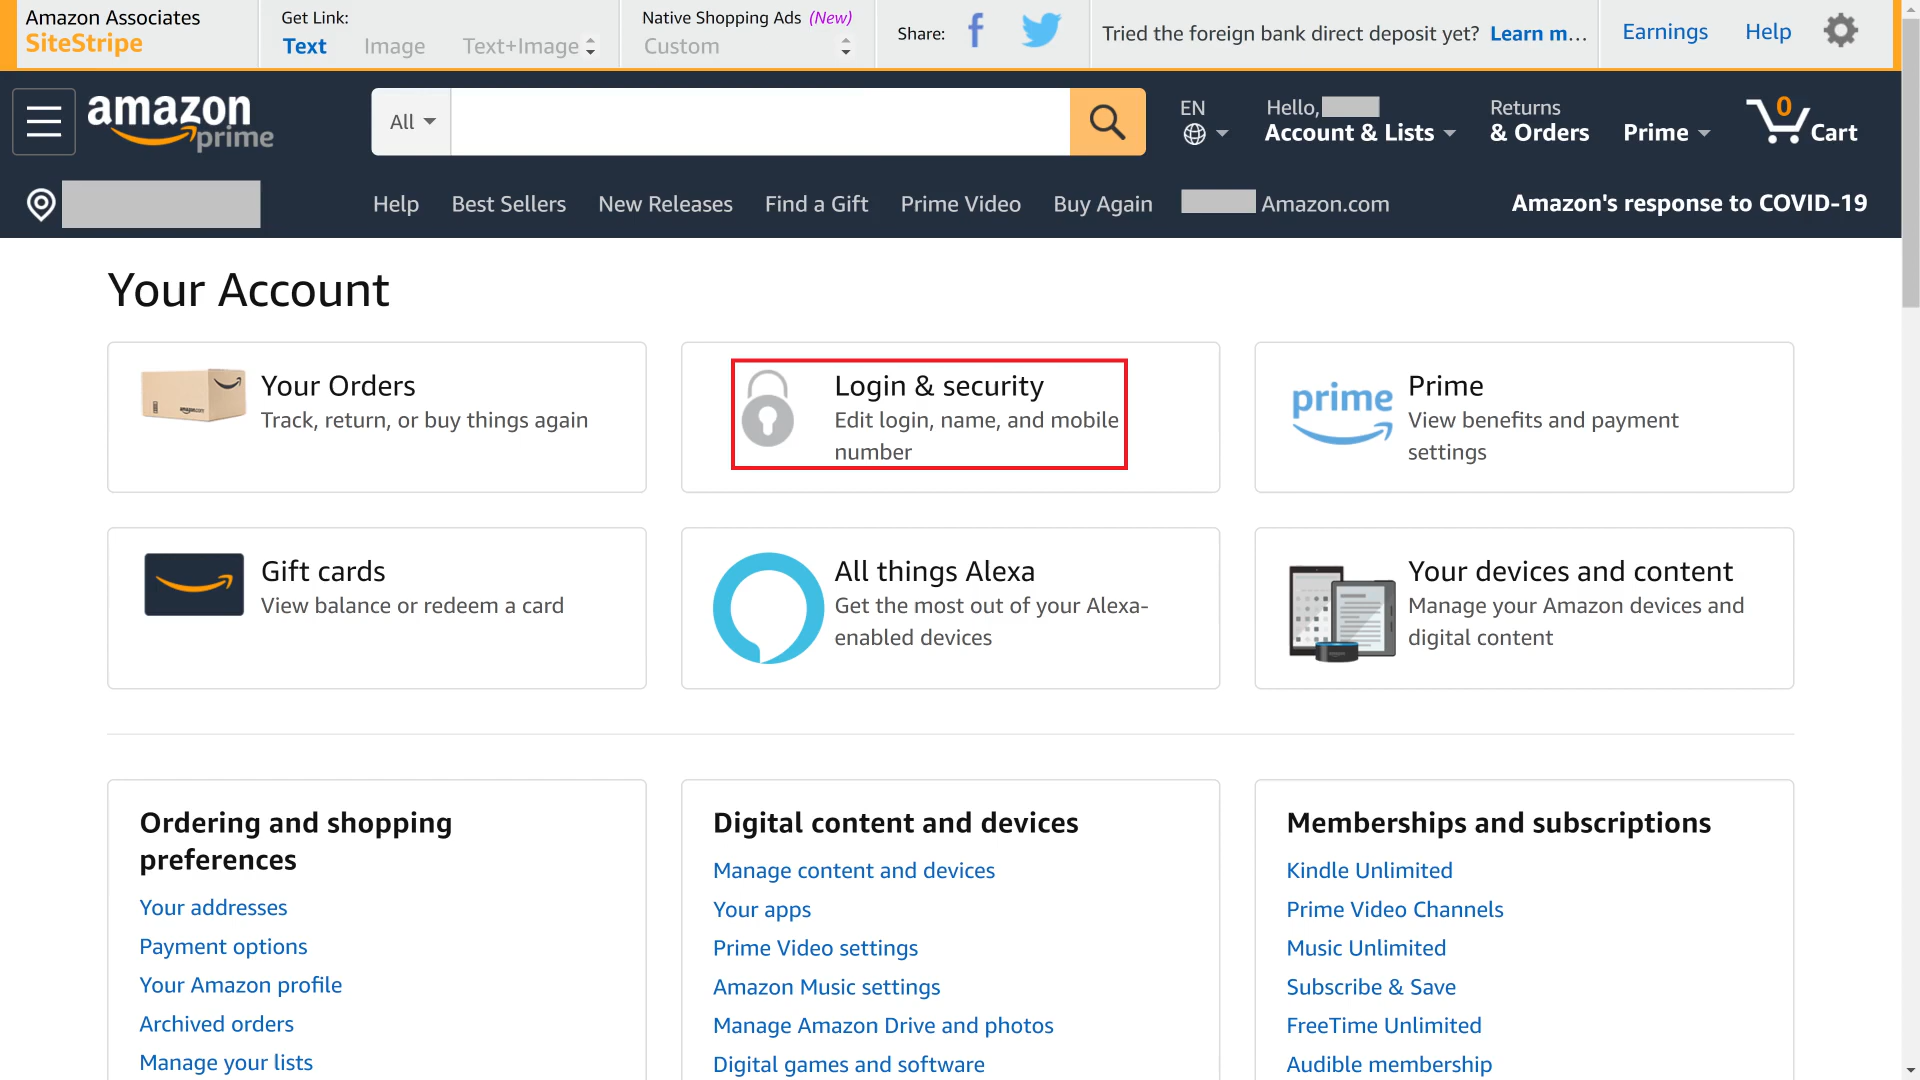 Amazon Associates
SiteStripe
Get Link:
Text Image Text+Image
Native Shopping Ads (New)
Custom
Share:
Tried the foreign bank direct deposit yet? Learn m...
Earnings Help
amazon prime
All
EN
Hello,
Account & Lists
Returns
& Orders
Prime
0
Cart
Help Best Sellers New Releases Find a Gift Prime Video Buy Again Amazon.com
Amazon's response to COVID-19
Your Account
Your Orders
Track, return, or buy things again
Login & security
Edit login, name, and mobile
number
prime
Prime
View benefits and payment
settings
Gift cards
View balance or redeem a card
All things Alexa
Get the most out of your Alexa-
enabled devices
Your devices and content
Manage your Amazon devices and
digital content
Ordering and shopping
preferences
Your addresses
Payment options
Your Amazon profile
Archived orders
Manage your lists
Digital content and devices
Manage content and devices
Your apps
Prime Video settings
Amazon Music settings
Manage Amazon Drive and photos
Digital games and software
Memberships and subscriptions
Kindle Unlimited
Prime Video Channels
Music Unlimited
Subscribe & Save
FreeTime Unlimited
Audible membership